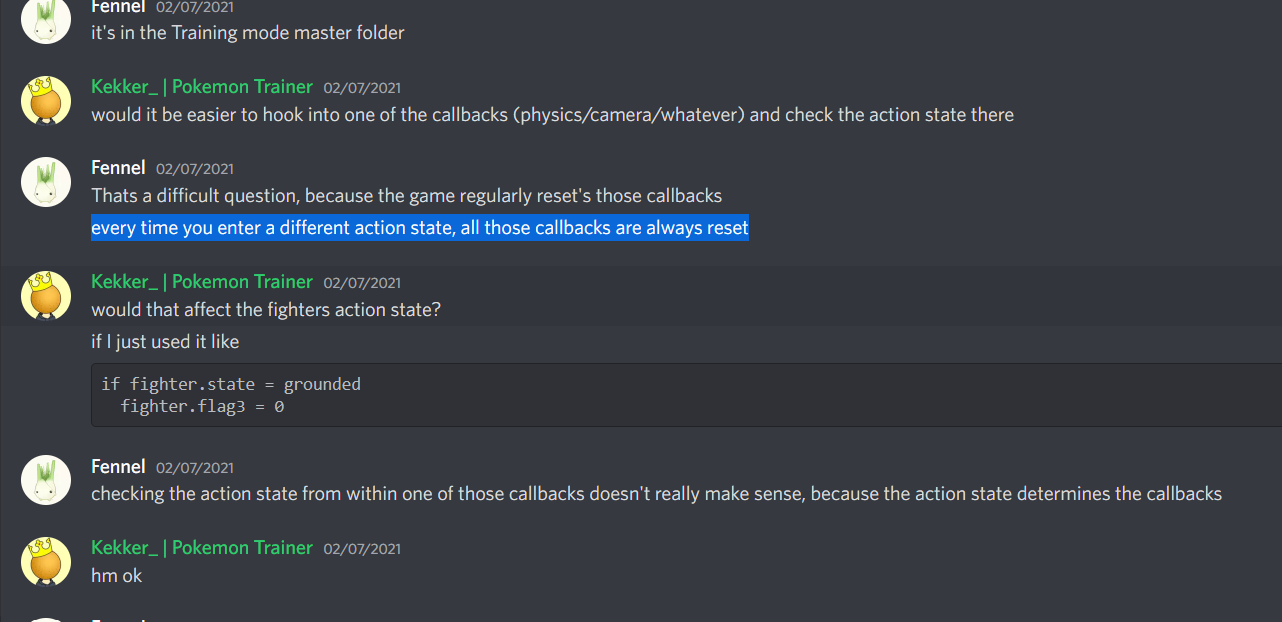 Fennel 02/07/2021
it's in the Training mode master folder
Kekker_ | Pokemon Trainer 02/07/2021
would it be easier to hook into one of the callbacks (physics/camera/whatever) and check the action state there
Fennel 02/07/2021
Thats a difficult question, because the game regularly reset's those callbacks
every time you enter a different action state, all those callbacks are always reset
Kekker_ | Pokemon Trainer 02/07/2021
would that affect the fighters action state?
if I just used it like
if fighter.state = grounded
  fighter.flag3 = 0
Fennel 02/07/2021
checking the action state from within one of those callbacks doesn't really make sense, because the action state determines the callbacks
Kekker_ | Pokemon Trainer 02/07/2021
hm ok